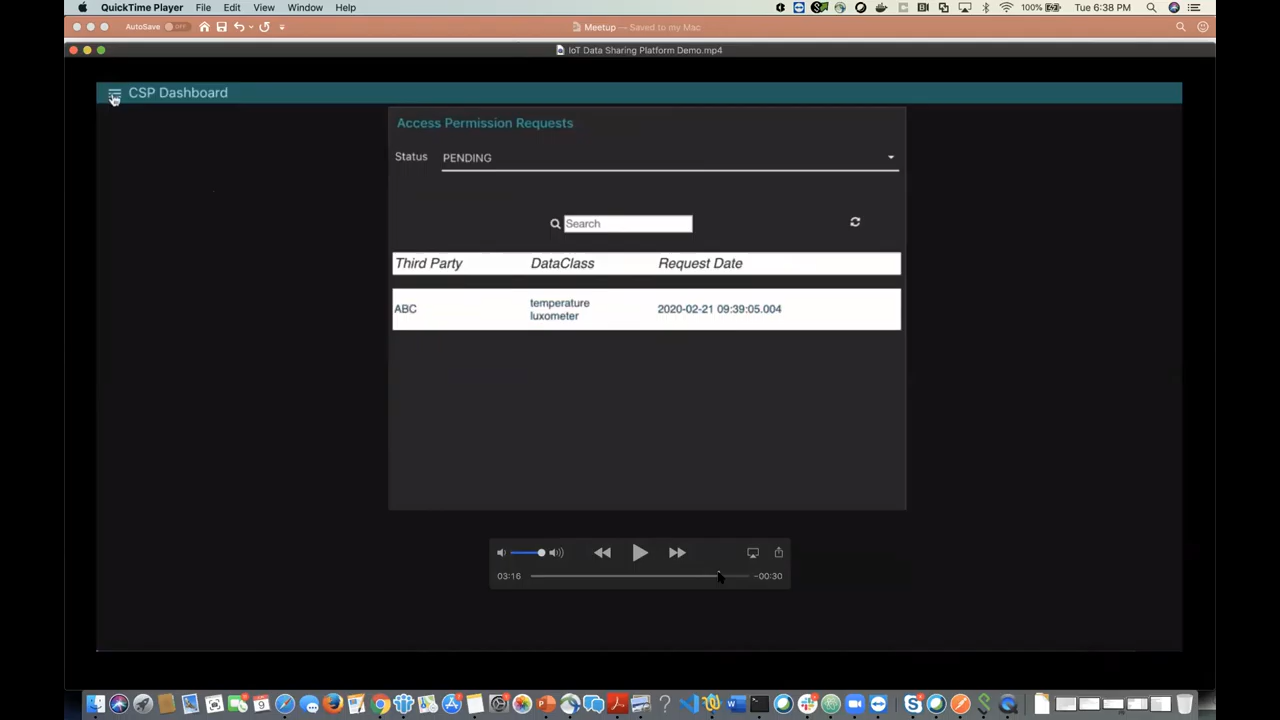 QuickTime Player File Edit View Window Help 100% Tue 6:38 PM
AutoSave OFF Meetup — Saved to my Mac
IoT Data Sharing Platform Demo.mp4
CSP Dashboard
Access Permission Requests
Status PENDING
Search
Third Party DataClass Request Date
ABC temperature luxometer 2020-02-21 09:39:05.004
03:16 -00:30